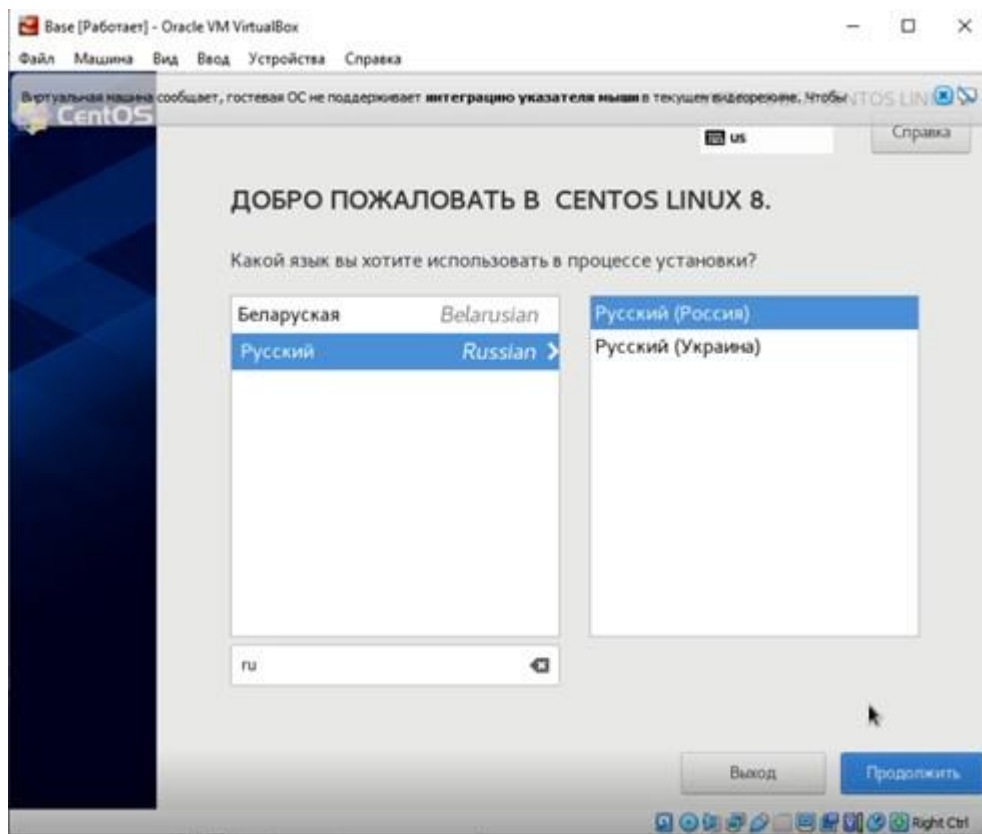 Base [Работает] - Oracle VM VirtualBox
Файл Машина Вид Ввод Устройства Справка
Виртуальная машина сообщает, гостевая ОС не поддерживает интеграцию указателя мыши в текущем видеорежиме. Чтобы
CentOS
us
Справка
ДОБРО ПОЖАЛОВАТЬ В CENTOS LINUX 8.
Какой язык вы хотите использовать в процессе установки?
Беларуская Belarusian
Русский Russian
Русский (Россия)
Русский (Украина)
ru
Выход
Продолжить
Right Ctrl